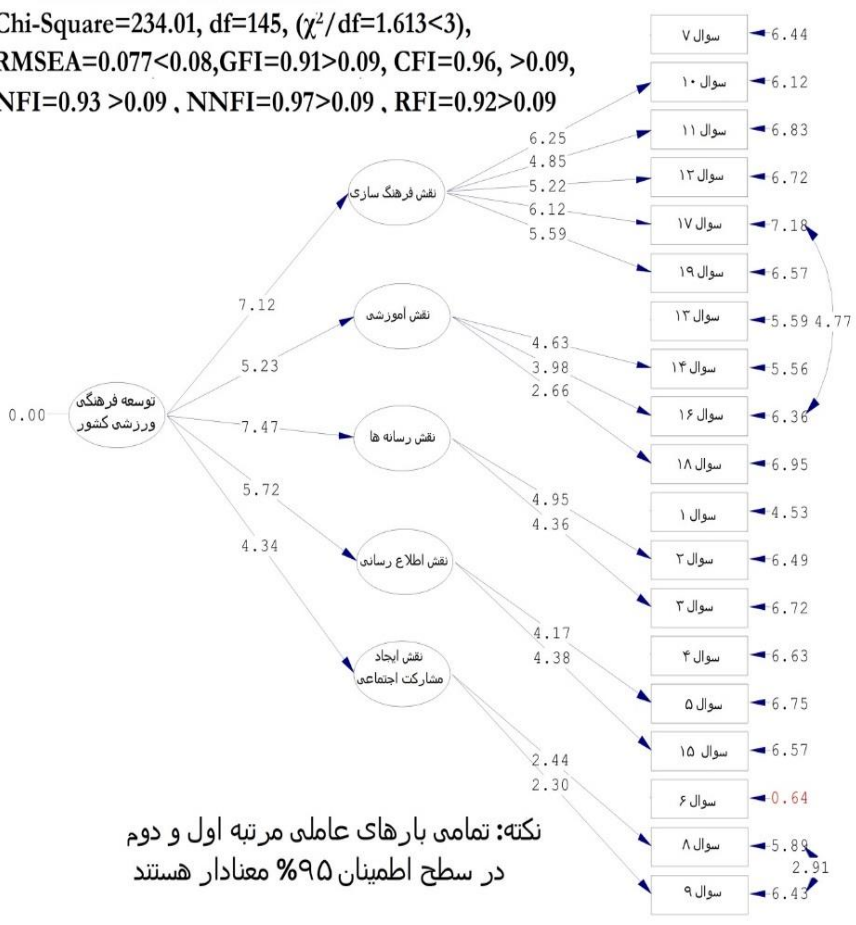 Chi-Square=234.01, df=145, (χ²/df=1.613<3),
RMSEA=0.077<0.08,GFI=0.91>0.09, CFI=0.96, >0.09,
NFI=0.93 >0.09 , NNFI=0.97>0.09 , RFI=0.92>0.09
سوال ۷
6.44
سوال ۱۰
6.12
سوال ۱۱
6.83
سوال ۱۲
6.72
سوال ۱۷
7.18
سوال ۱۹
6.57
سوال ۱۳
5.59
4.77
سوال ۱۴
5.56
سوال ۱۶
6.36
سوال ۱۸
6.95
سوال ۱
4.53
سوال ۲
6.49
سوال ۳
6.72
سوال ۴
6.63
سوال ۵
6.75
سوال ۱۵
6.57
سوال ۶
0.64
سوال ۸
5.89
2.91
سوال ۹
6.43
6.25
4.85
5.22
6.12
5.59
نقش فرهنگ سازی
7.12
نقش آموزشی
4.63
3.98
2.66
5.23
0.00
توسعه فرهنگی
ورزشی کشور
7.47
نقش رسانه ها
4.95
4.36
5.72
نقش اطلاع رسانی
4.17
4.38
4.34
نقش ایجاد
مشارکت اجتماعی
2.44
2.30
نکته: تمامی بارهای عاملی مرتبه اول و دوم
در سطح اطمینان ۹۵% معنادار هستند